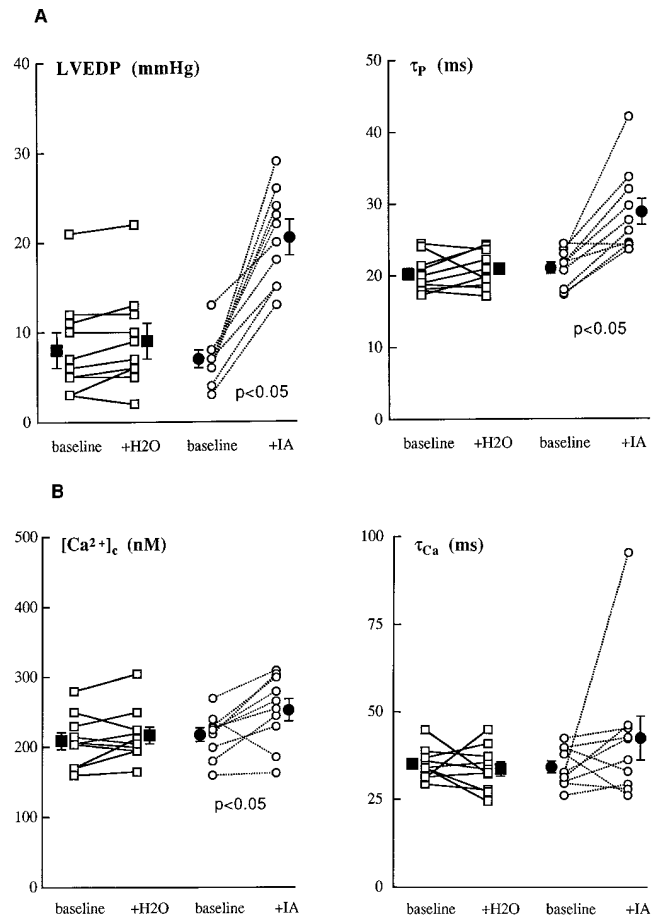 A
LVEDP (mmHg)
40
30
20
10
0
p<0.05
baseline +H2O baseline +IA
τP (ms)
50
40
30
20
10
0
p<0.05
baseline +H2O baseline +IA
B
[Ca2+]c (nM)
500
400
300
200
100
0
p<0.05
baseline +H2O baseline +IA
τCa (ms)
100
75
50
25
0
baseline +H2O baseline +IA